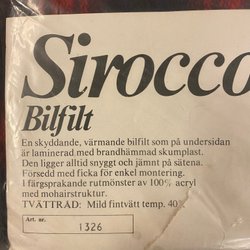 Sirocco
Bilfilt
En skyddande, värmande bilfilt som på undersidan
är laminerad med brandhämmad skumplast.
Den ligger alltid snyggt och jämnt på sätena.
Försedd med ficka för enkel montering.
I färgsprakande rutmönster av 100% acryl
med mohairstruktur.
TVÄTTRÅD: Mild fintvätt temp. 40
Art. nr.
1326